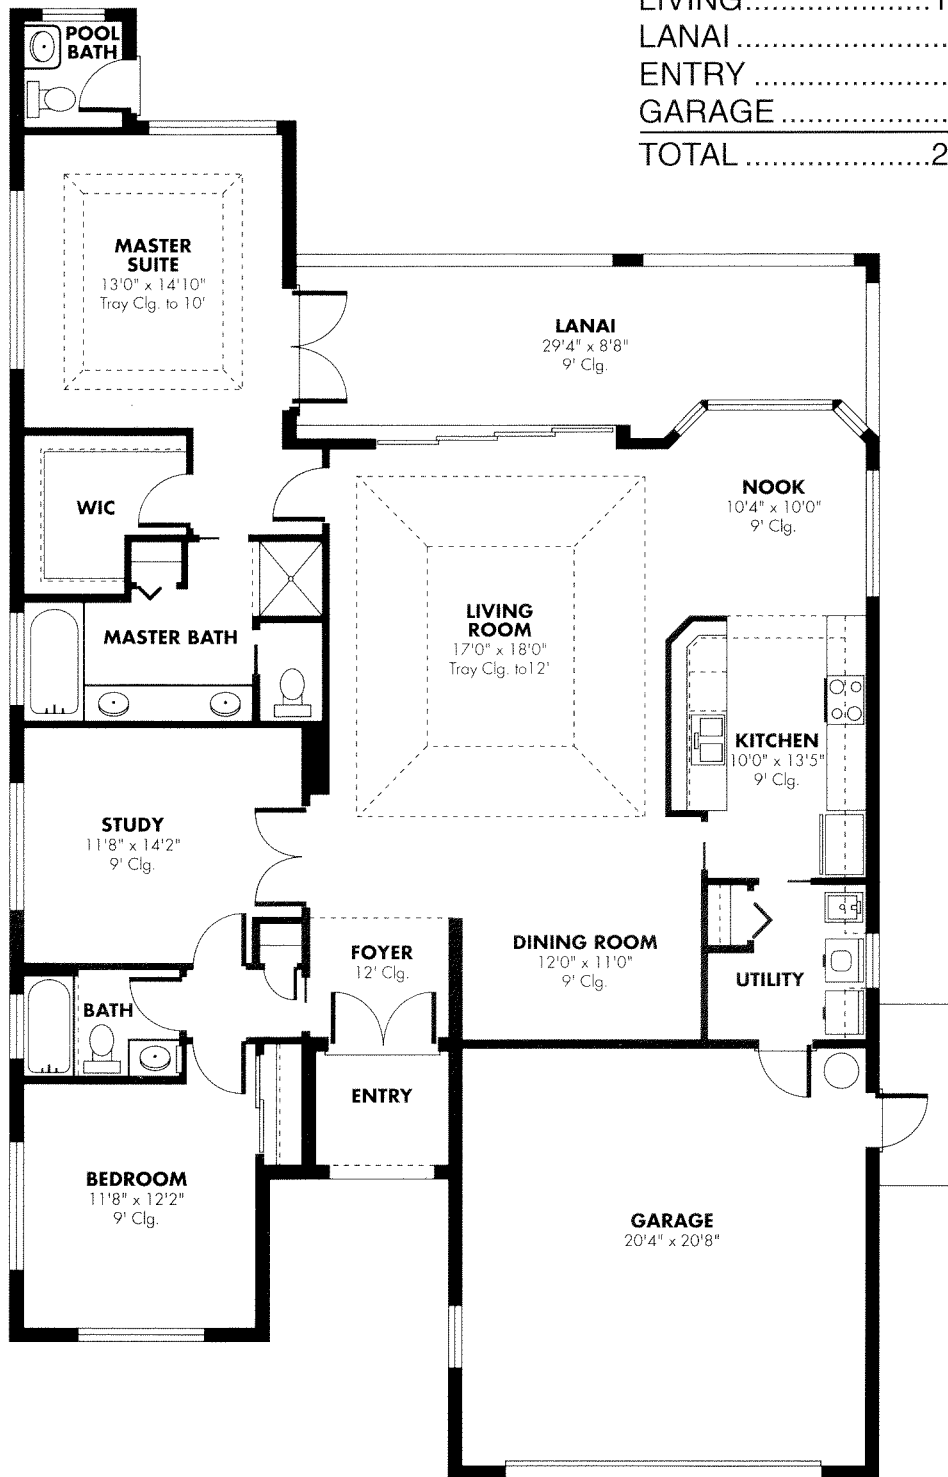 LIVING....................1
LANAI.......................
ENTRY......................
GARAGE...................
TOTAL....................2
POOL
BATH
MASTER
SUITE
13'0" x 14'10"
Tray Clg. to 10'
LANAI
29'4" x 8'8"
9' Clg.
WIC
NOOK
10'4" x 10'0"
9' Clg.
LIVING
ROOM
17'0" x 18'0"
Tray Clg. to12'
MASTER BATH
KITCHEN
10'0" x 13'5"
9' Clg.
STUDY
11'8" x 14'2"
9' Clg.
FOYER
12' Clg.
DINING ROOM
12'0" x 11'0"
9' Clg.
UTILITY
BATH
ENTRY
BEDROOM
11'8" x 12'2"
9' Clg.
GARAGE
20'4" x 20'8"